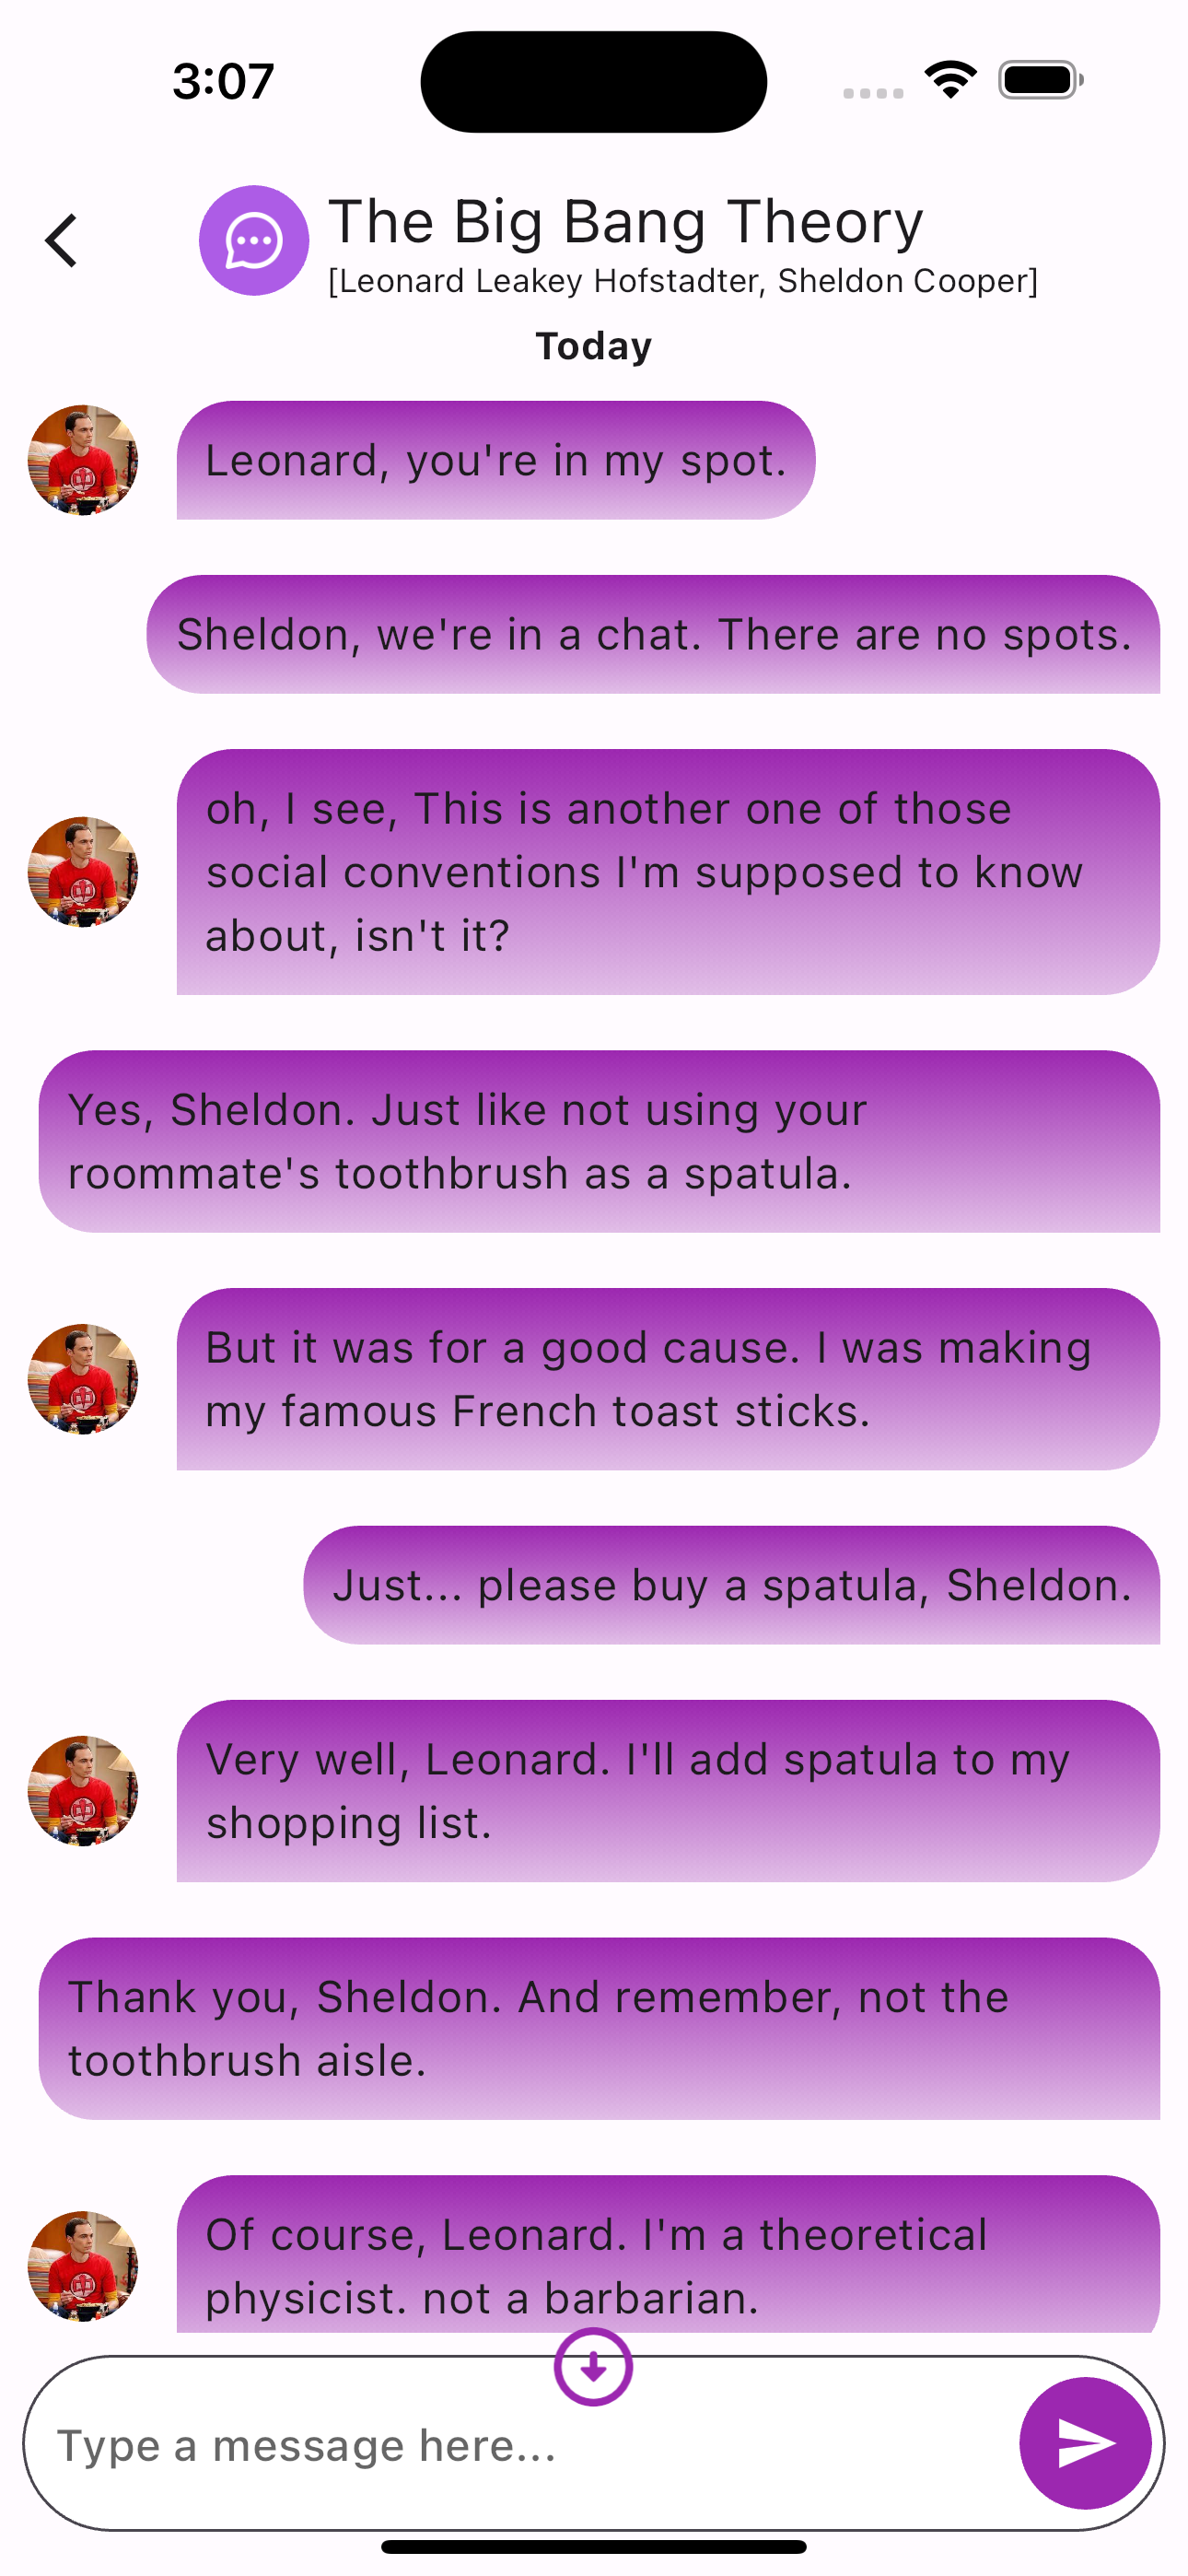 3:07
The Big Bang Theory
[Leonard Leakey Hofstadter, Sheldon Cooper]
Today
Leonard, you're in my spot.
Sheldon, we're in a chat. There are no spots.
oh, I see, This is another one of those
social conventions I'm supposed to know
about, isn't it?
Yes, Sheldon. Just like not using your
roommate's toothbrush as a spatula.
But it was for a good cause. I was making
my famous French toast sticks.
Just... please buy a spatula, Sheldon.
Very well, Leonard. I'll add spatula to my
shopping list.
Thank you, Sheldon. And remember, not the
toothbrush aisle.
Of course, Leonard. I'm a theoretical
physicist. not a barbarian.
Type a message here...